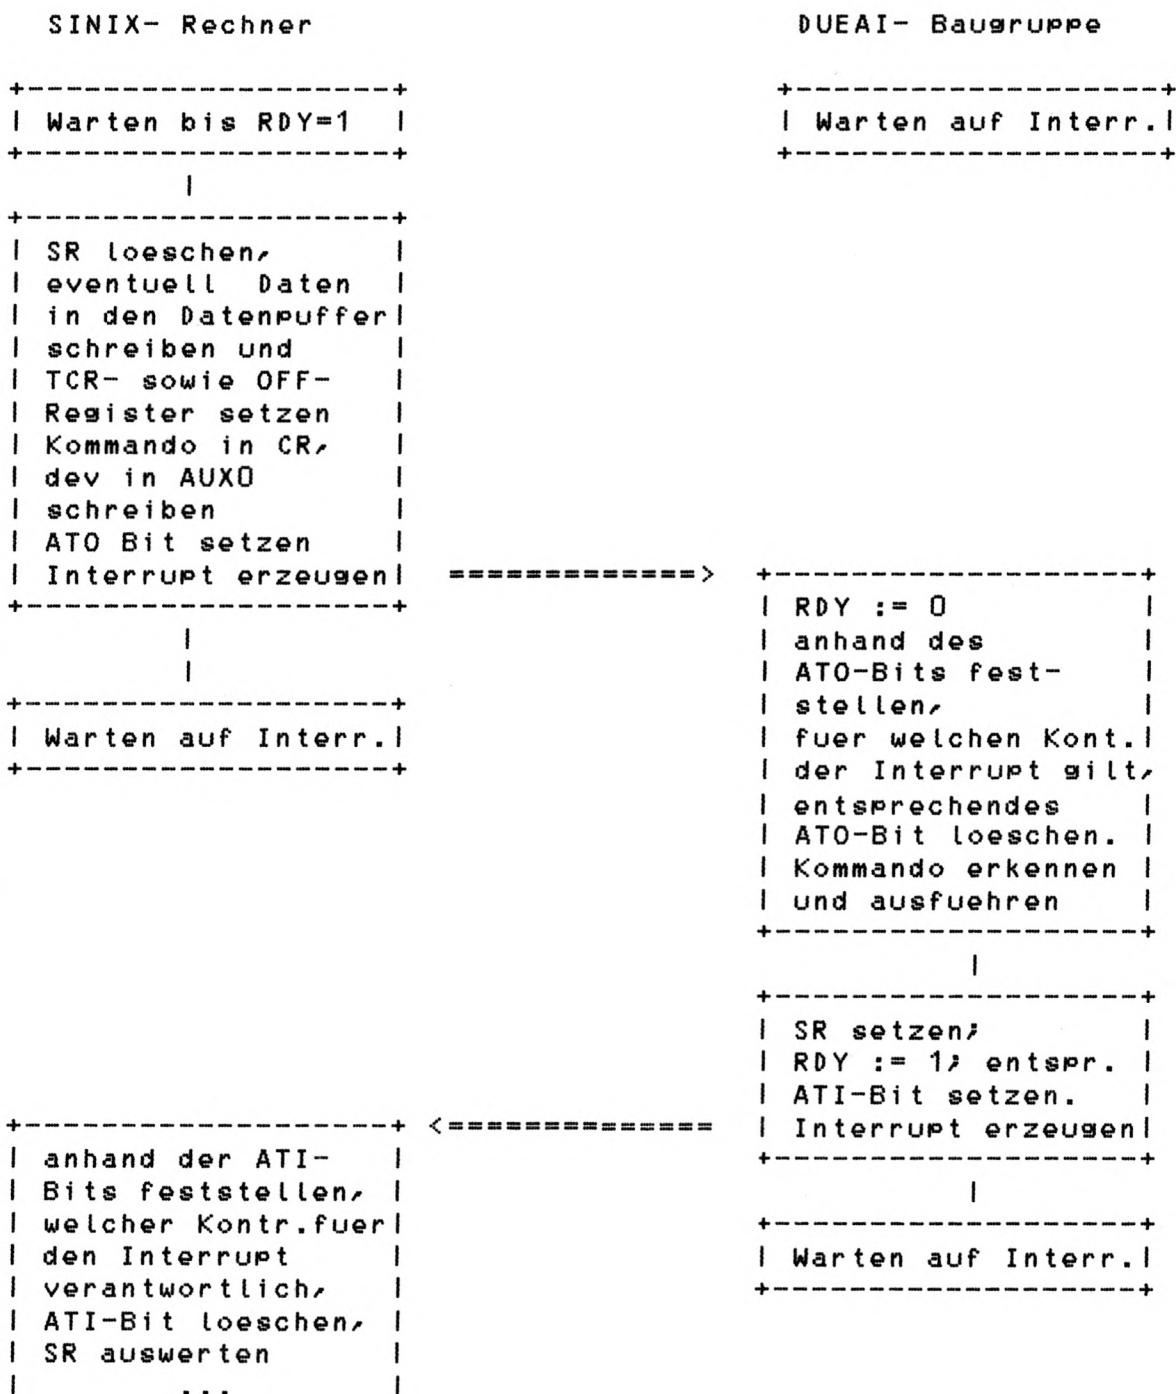 SINIX- Rechner
DUEAI- Baugruppe
Warten bis RDY=1
Warten auf Interr.
SR loeschen,
eventuell Daten
in den Datenpuffer
schreiben und
TCR- sowie OFF-
Register setzen
Kommando in CR,
dev in AUX0
schreiben
ATO Bit setzen
Interrupt erzeugen
=============>
Warten auf Interr.
RDY := 0
anhand des
ATO-Bits fest-
stellen,
fuer welchen Kont.
der Interrupt gilt,
entsprechendes
ATO-Bit loeschen.
Kommando erkennen
und ausfuehren
SR setzen;
RDY := 1; entspr.
ATI-Bit setzen.
Interrupt erzeugen
<==============
anhand der ATI-
Bits feststellen,
welcher Kontr.fuer
den Interrupt
verantwortlich,
ATI-Bit loeschen,
SR auswerten
...
Warten auf Interr.